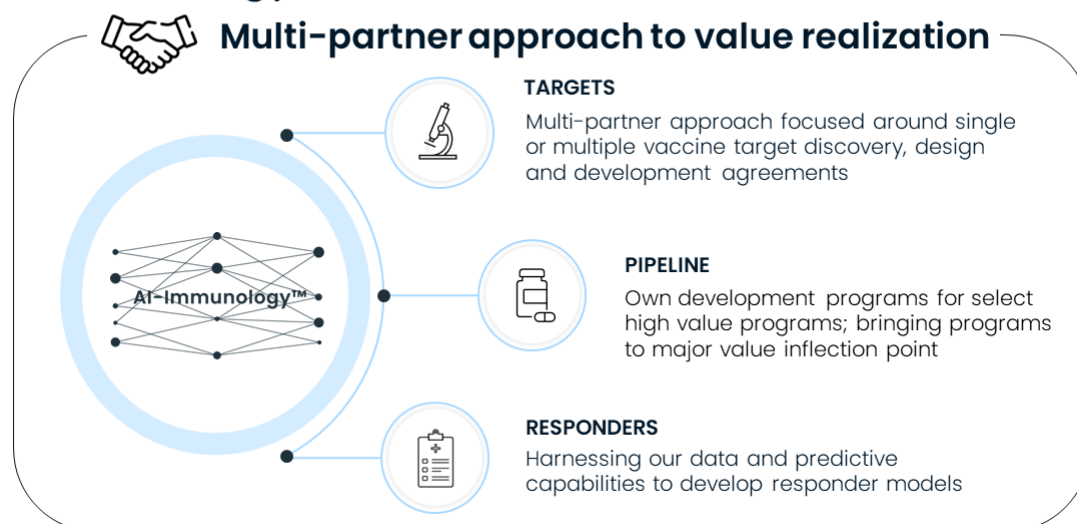 Multi-partner approach to value realization
TARGETS
Multi-partner approach focused around single
or multiple vaccine target discovery, design
and development agreements
AI-Immunology™
PIPELINE
Own development programs for select
high value programs; bringing programs
to major value inflection point
RESPONDERS
Harnessing our data and predictive
capabilities to develop responder models